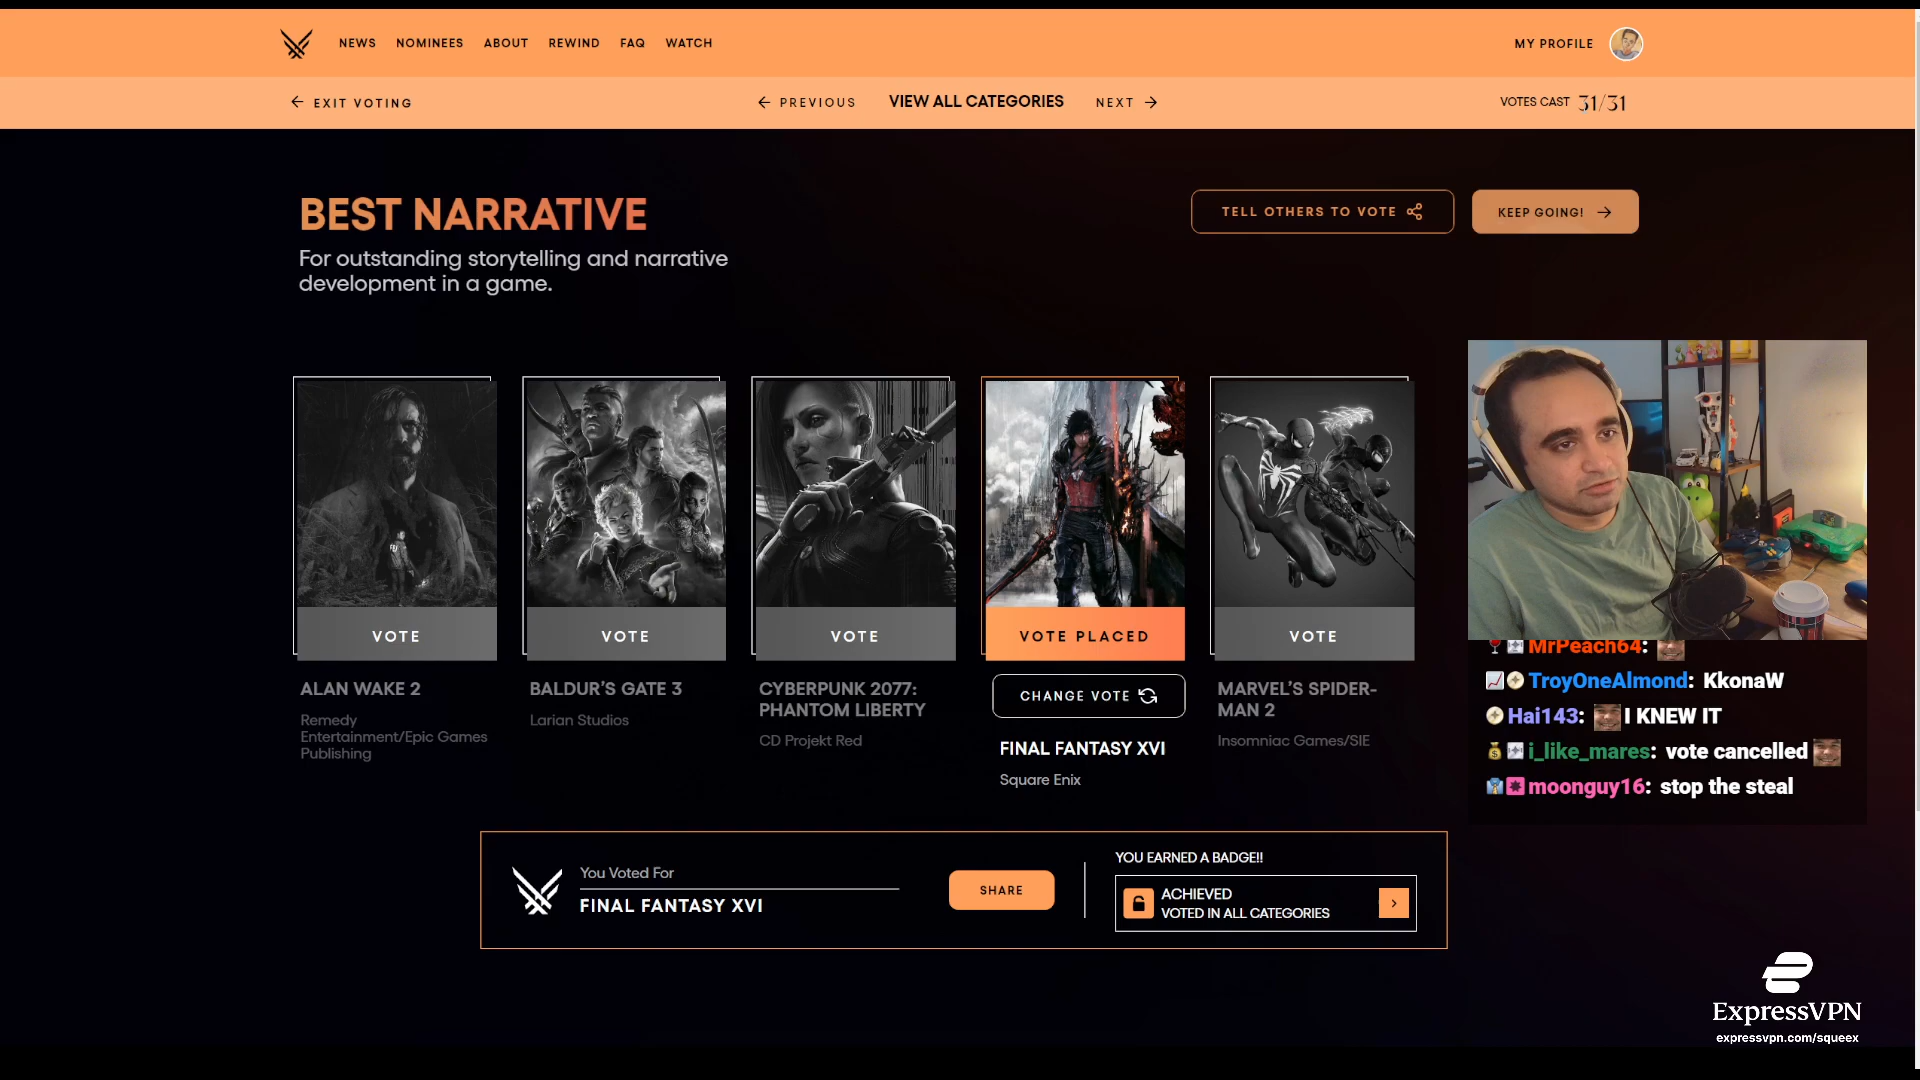 NEWS NOMINEES ABOUT REWIND FAQ WATCH
MY PROFILE
EXIT VOTING
PREVIOUS
VIEW ALL CATEGORIES
NEXT
VOTES CAST 31/31
BEST NARRATIVE
For outstanding storytelling and narrative
development in a game.
TELL OTHERS TO VOTE
KEEP GOING!
VOTE
ALAN WAKE 2
Remedy
Entertainment/Epic Games
Publishing
VOTE
BALDUR'S GATE 3
Larian Studios
VOTE
CYBERPUNK 2077:
PHANTOM LIBERTY
CD Projekt Red
VOTE PLACED
CHANGE VOTE
FINAL FANTASY XVI
Square Enix
VOTE
MARVEL'S SPIDER-
MAN 2
Insomniac Games/SIE
MrPeach64:
TroyOneAlmond: KkonaW
Hai143: I KNEW IT
i_like_mares: vote cancelled
moonguy16: stop the steal
You Voted For
FINAL FANTASY XVI
SHARE
YOU EARNED A BADGE!!
ACHIEVED
VOTED IN ALL CATEGORIES
ExpressVPN
expressvpn.com/squeex